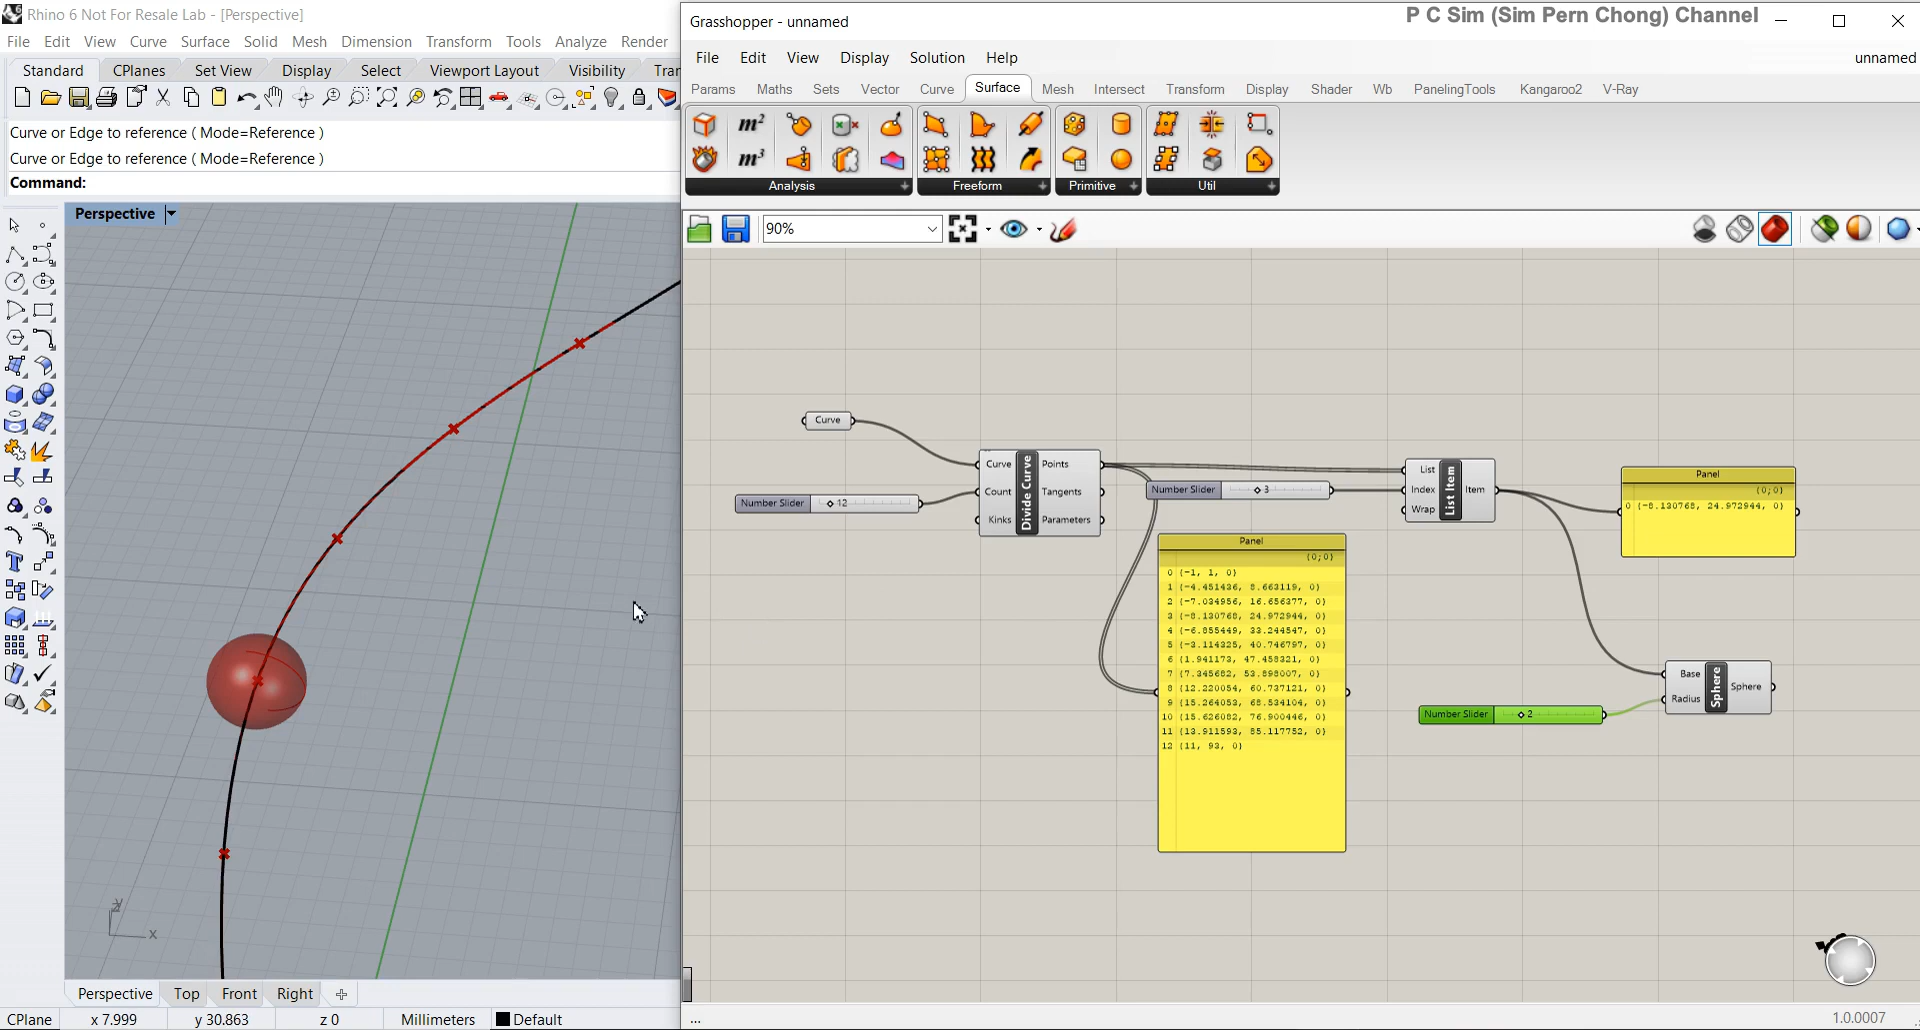 Rhino 6 Not For Resale Lab - [Perspective]
File Edit View Curve Surface Solid Mesh Dimension Transform Tools Analyze Render
Standard CPlanes Set View Display Select Viewport Layout Visibility Tran
Curve or Edge to reference ( Mode=Reference )
Curve or Edge to reference ( Mode=Reference )
Command:
Perspective
y
x
Perspective Top Front Right
CPlane x 7.999 y 30.863 z 0 Millimeters Default
Grasshopper - unnamed
P C Sim (Sim Pern Chong) Channel
File Edit View Display Solution Help
unnamed
Params Maths Sets Vector Curve Surface Mesh Intersect Transform Display Shader Wb PanelingTools Kangaroo2 V-Ray
m²
m³
Analysis Freeform Primitive Util
90%
Curve
Number Slider 12
Curve
Count
Kinks
Divide Curve
Points
Tangents
Parameters
Number Slider 3
List
Index
Wrap
List Item
Item
Panel
{0;0}
0 {-8.130768, 24.972944, 0}
Panel
{0;0}
0 {-1, 1, 0}
1 {-4.451436, 8.663119, 0}
2 {-7.034956, 16.656377, 0}
3 {-8.130768, 24.972944, 0}
4 {-6.855449, 33.244547, 0}
5 {-3.114325, 40.746797, 0}
6 {1.941173, 47.458321, 0}
7 {7.345682, 53.898007, 0}
8 {12.220054, 60.737121, 0}
9 {15.264053, 68.534104, 0}
10 {15.626082, 76.900446, 0}
11 {13.911593, 85.117752, 0}
12 {11, 93, 0}
Number Slider 2
Base
Radius
Sphere
Sphere
...
1.0.0007